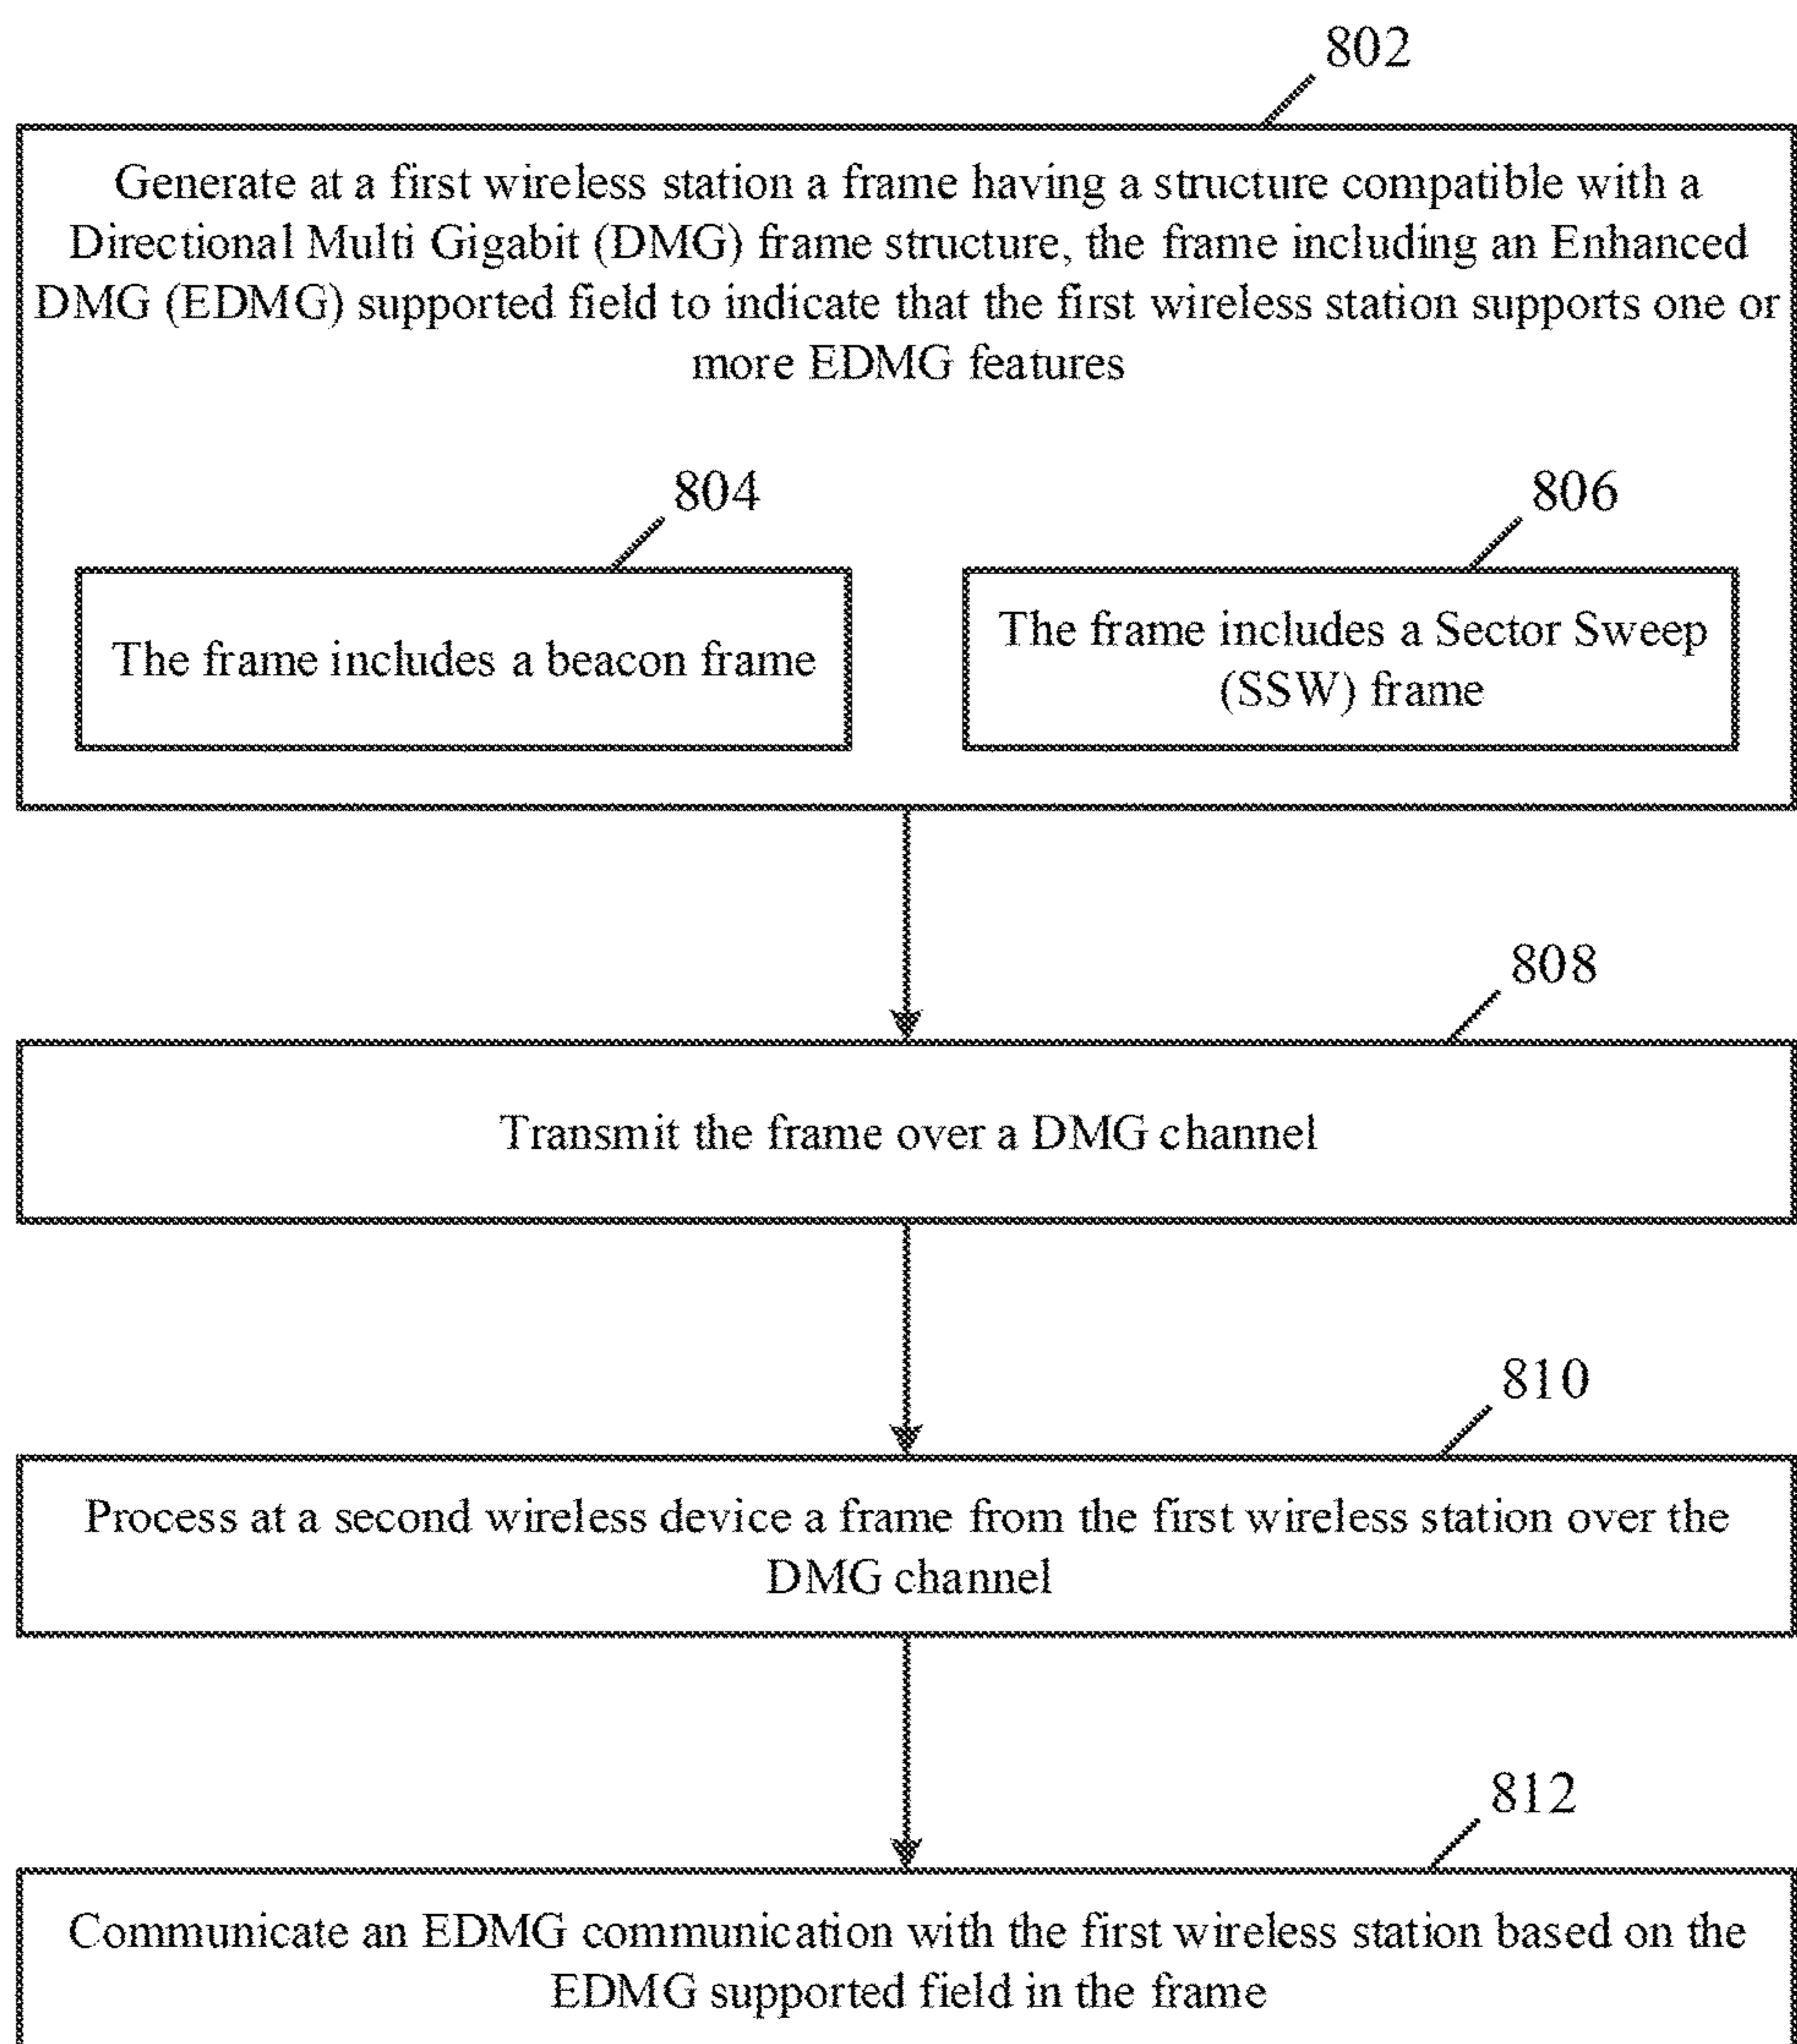 802
Generate at a first wireless station a frame having a structure compatible with a
Directional Multi Gigabit (DMG) frame structure, the frame including an Enhanced
DMG (EDMG) supported field to indicate that the first wireless station supports one or
more EDMG features
804
806
The frame includes a beacon frame
The frame includes a Sector Sweep
(SSW) frame
808
Transmit the frame over a DMG channel
810
Process at a second wireless device a frame from the first wireless station over the
DMG channel
812
Communicate an EDMG communication with the first wireless station based on the
EDMG supported field in the frame